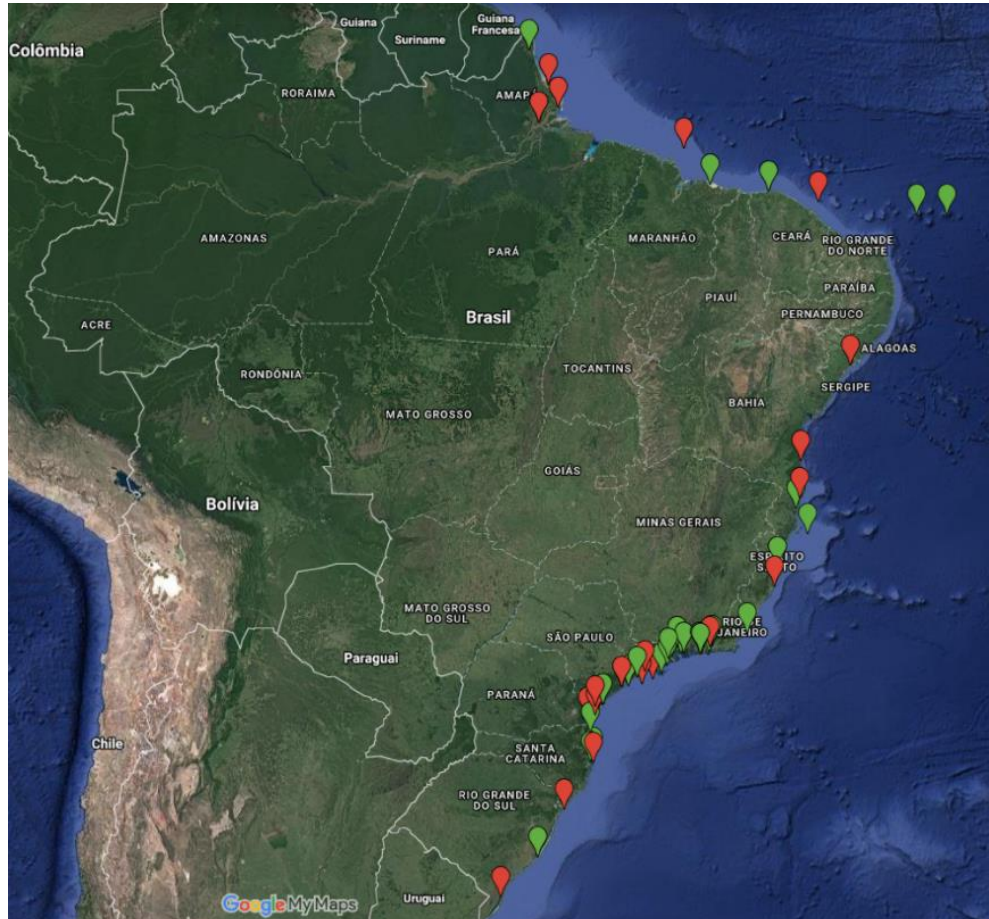 Guiana
Guiana
Francesa
Suriname
Colômbia
RORAIMA
AMAPÁ
AMAZONAS
PARÁ
MARANHÃO
CEARÁ
RIO GRANDE
DO NORTE
PARAÍBA
PIAUÍ
PERNAMBUCO
ACRE
Brasil
ALAGOAS
TOCANTINS
RONDÔNIA
SERGIPE
MATO GROSSO
BAHIA
GOIÁS
Bolívia
MINAS GERAIS
ESPÍRITO
SANTO
MATO GROSSO
DO SUL
SÃO PAULO
RIO DE
JANEIRO
Paraguai
PARANÁ
Chile
SANTA
CATARINA
RIO GRANDE
DO SUL
Uruguai
Google My Maps